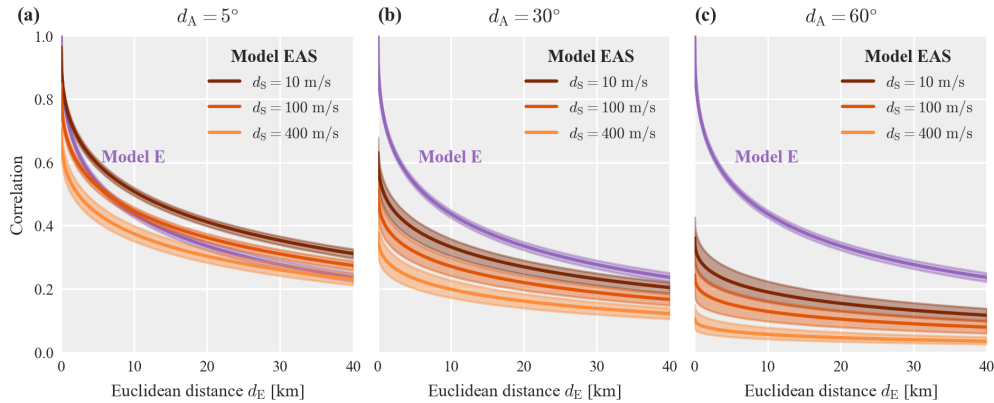 (a) d_A = 5°
(b) d_A = 30°
(c) d_A = 60°
Correlation
1.0
0.8
0.6
0.4
0.2
0.0
Model EAS
d_S = 10 m/s
d_S = 100 m/s
d_S = 400 m/s
Model E
0 10 20 30 40
Euclidean distance d_E [km]
Model EAS
d_S = 10 m/s
d_S = 100 m/s
d_S = 400 m/s
Model E
0 10 20 30 40
Euclidean distance d_E [km]
Model EAS
d_S = 10 m/s
d_S = 100 m/s
d_S = 400 m/s
Model E
0 10 20 30 40
Euclidean distance d_E [km]